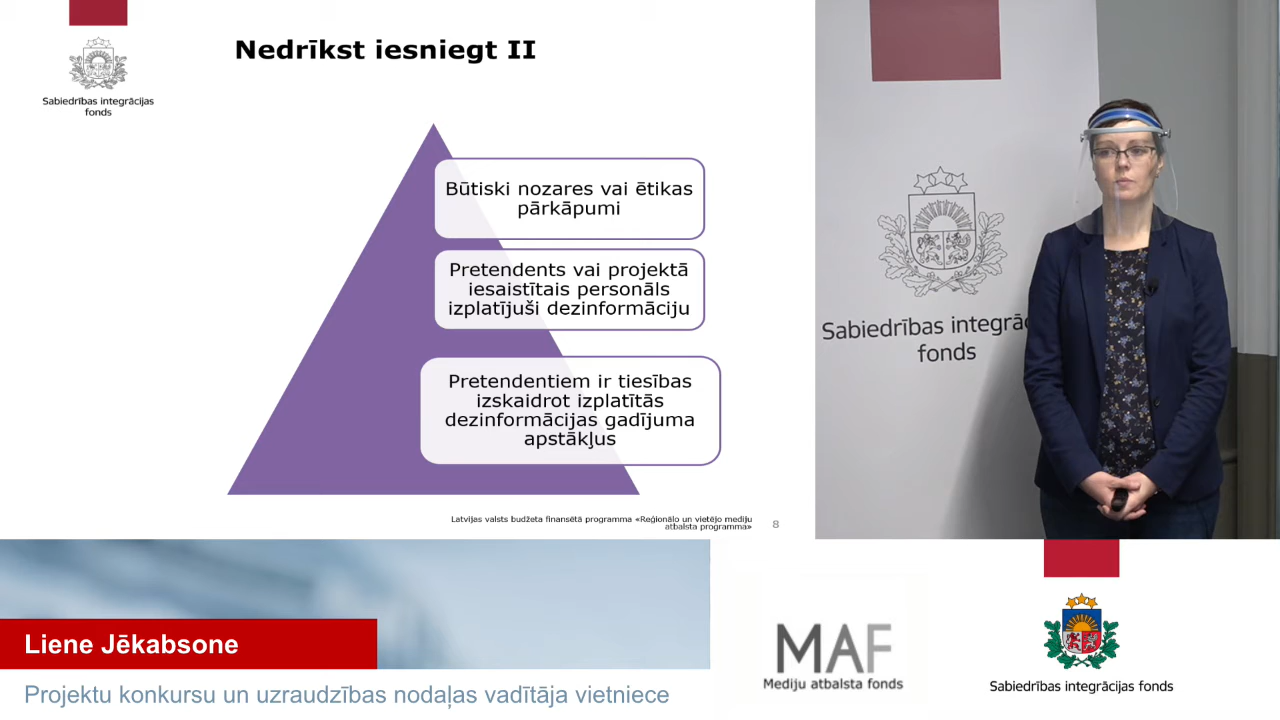 Nedrīkst iesniegt II
Sabiedrības integrācijas
fonds
Būtiski nozares vai ētikas
pārkāpumi
Pretendents vai projektā
iesaistītais personāls
izplatījuši dezinformāciju
Pretendentiem ir tiesības
izskaidrot izplatītās
dezinformācijas gadījuma
apstākļus
Latvijas valsts budžeta finansētā programma «Reģionālo un vietējo mediju
atbalsta programma»
8
Sabiedrības integrāc
fonds
Liene Jēkabsone
Projektu konkursu un uzraudzības nodaļas vadītāja vietniece
MAF
Mediju atbalsta fonds
Sabiedrības integrācijas fonds